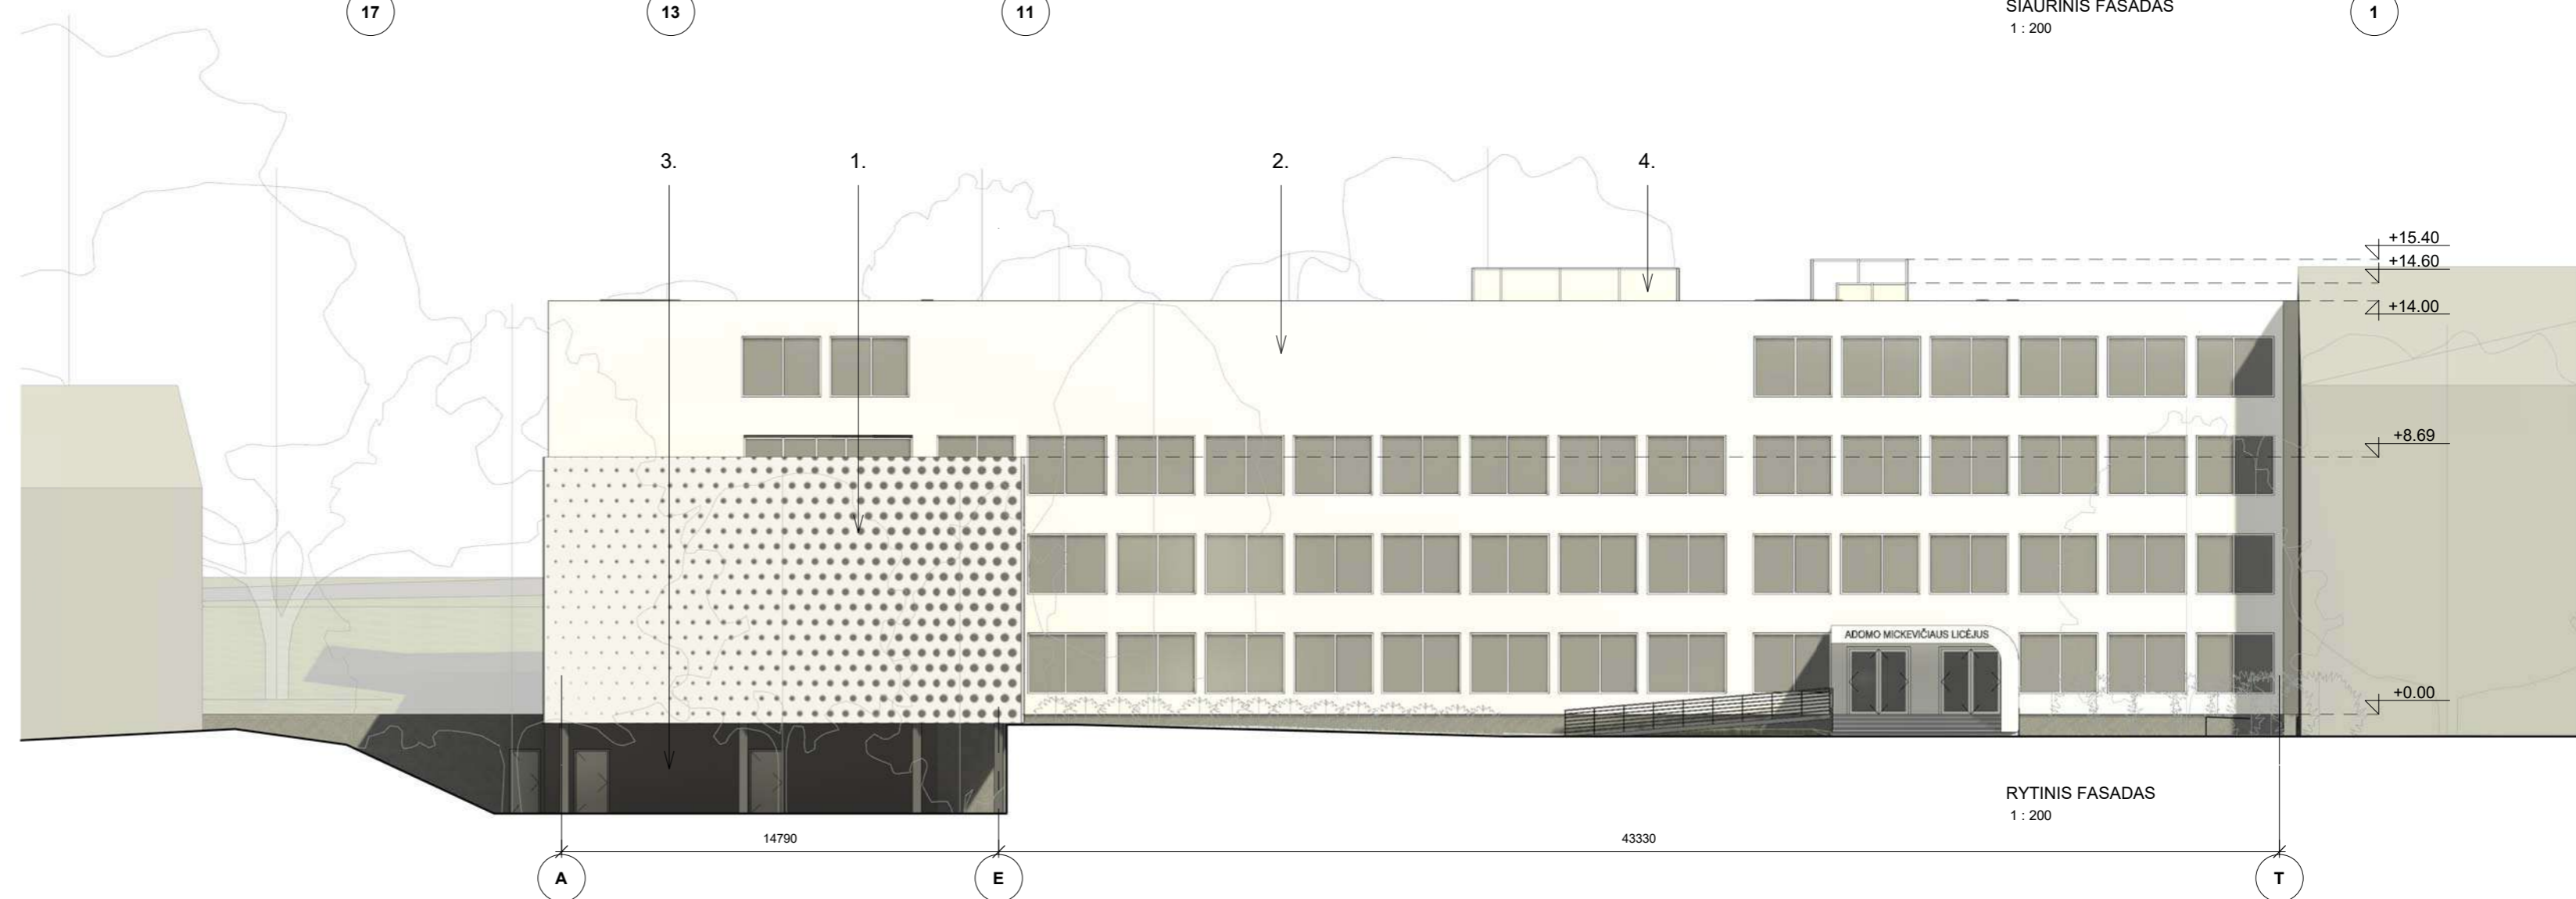 17
13
11
ŠIAURINIS FASADAS
1
1 : 200
3.
1.
2.
4.
+15.40
+14.60
+14.00
+8.69
ADOMO MICKEVIČIAUS LICĖJUS
+0.00
RYTINIS FASADAS
1 : 200
14790
43330
A
E
T